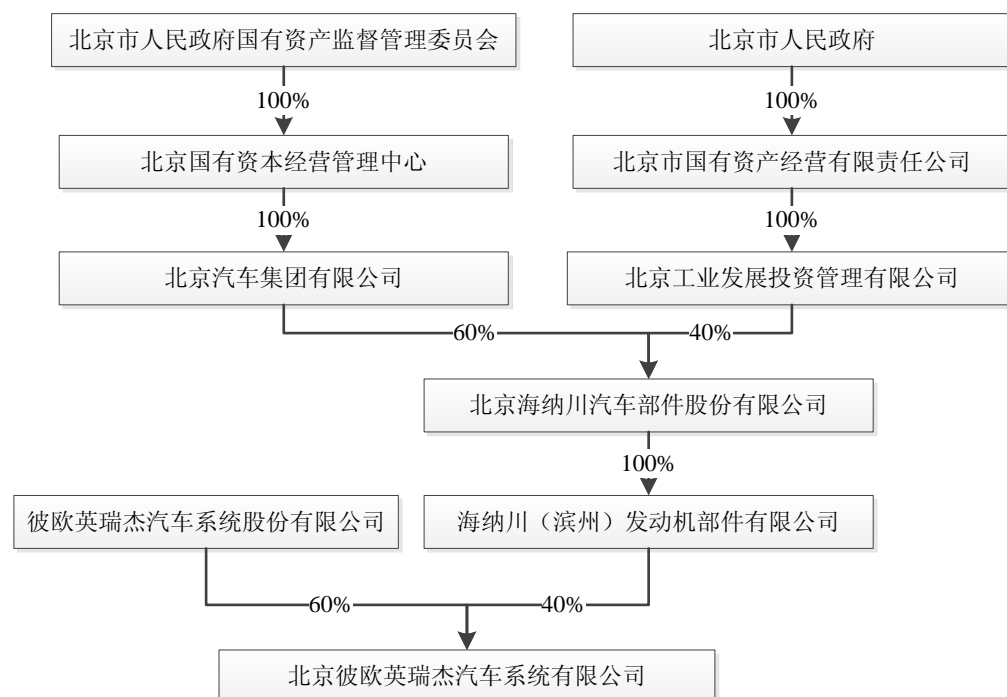 北京市人民政府国有资产监督管理委员会
北京市人民政府
100%
100%
北京国有资本经营管理中心
北京市国有资产经营有限责任公司
100%
100%
北京汽车集团有限公司
北京工业发展投资管理有限公司
60%
40%
北京海纳川汽车部件股份有限公司
100%
彼欧英瑞杰汽车系统股份有限公司
海纳川（滨州）发动机部件有限公司
60%
40%
北京彼欧英瑞杰汽车系统有限公司